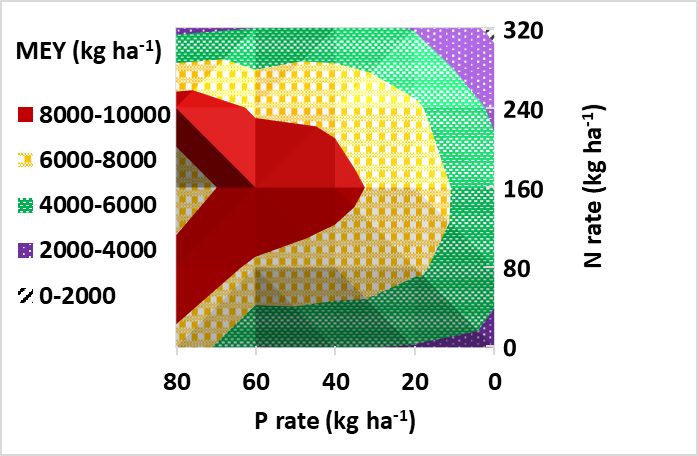 MEY (kg ha-1)
8000-10000
6000-8000
4000-6000
2000-4000
0-2000
320
240
160
80
0
N rate (kg ha-1)
80 60 40 20 0
P rate (kg ha-1)